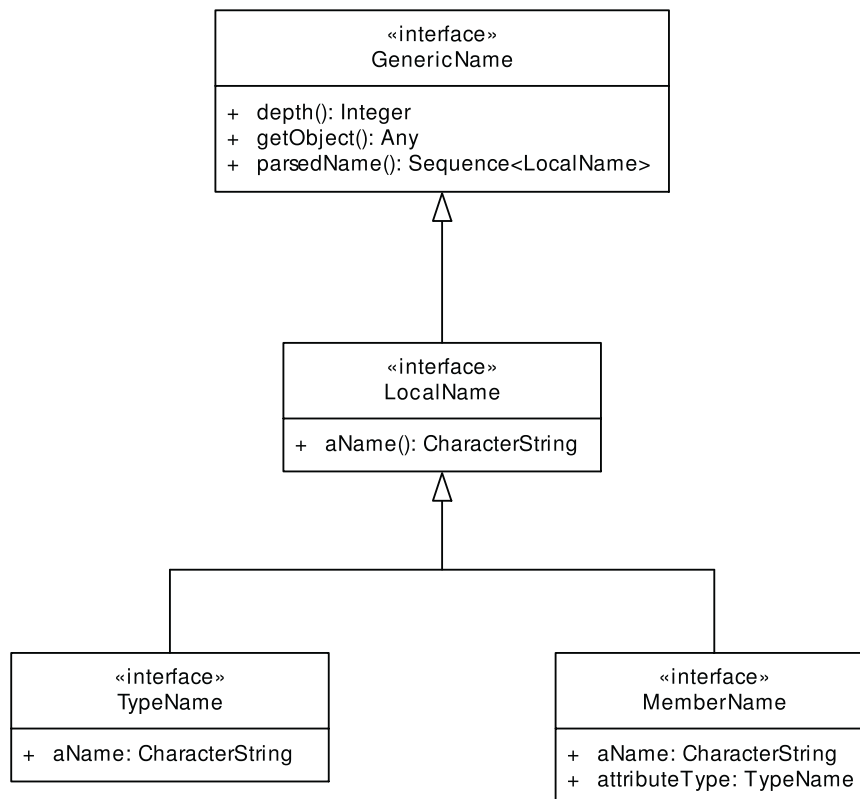 «interface»
GenericName
+ depth(): Integer
+ getObject(): Any
+ parsedName(): Sequence<LocalName>
«interface»
LocalName
+ aName(): CharacterString
«interface»
TypeName
+ aName: CharacterString
«interface»
MemberName
+ aName: CharacterString
+ attributeType: TypeName